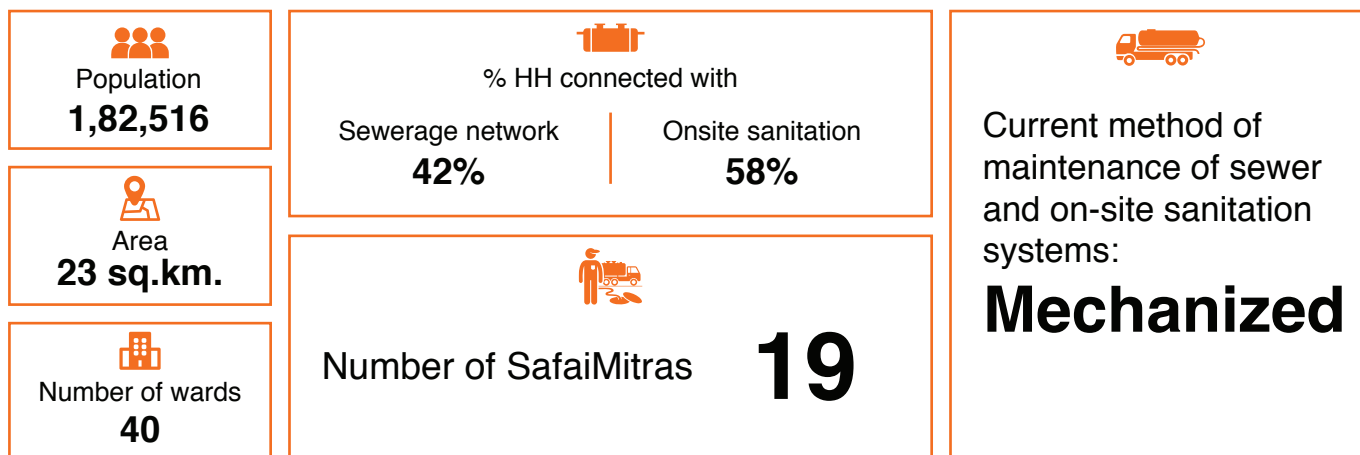 Population
1,82,516
Area
23 sq.km.
Number of wards
40
% HH connected with
Sewerage network
42%
Onsite sanitation
58%
Number of SafaiMitras
19
Current method of
maintenance of sewer
and on-site sanitation
systems:
Mechanized